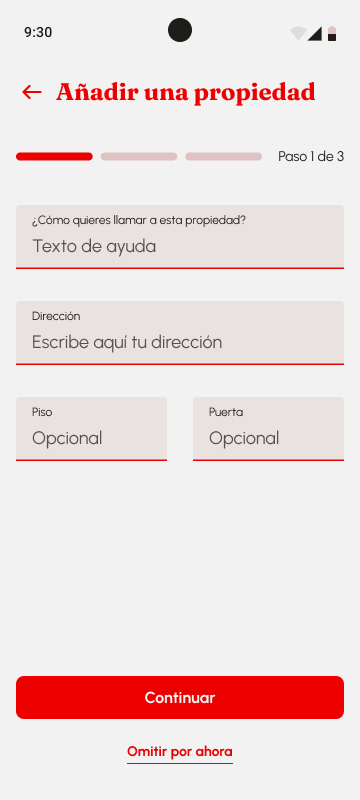 9:30
Añadir una propiedad
Paso 1 de 3
¿Cómo quieres llamar a esta propiedad?
Texto de ayuda
Dirección
Escribe aquí tu dirección
Piso
Puerta
Opcional
Opcional
Continuar
Omitir por ahora